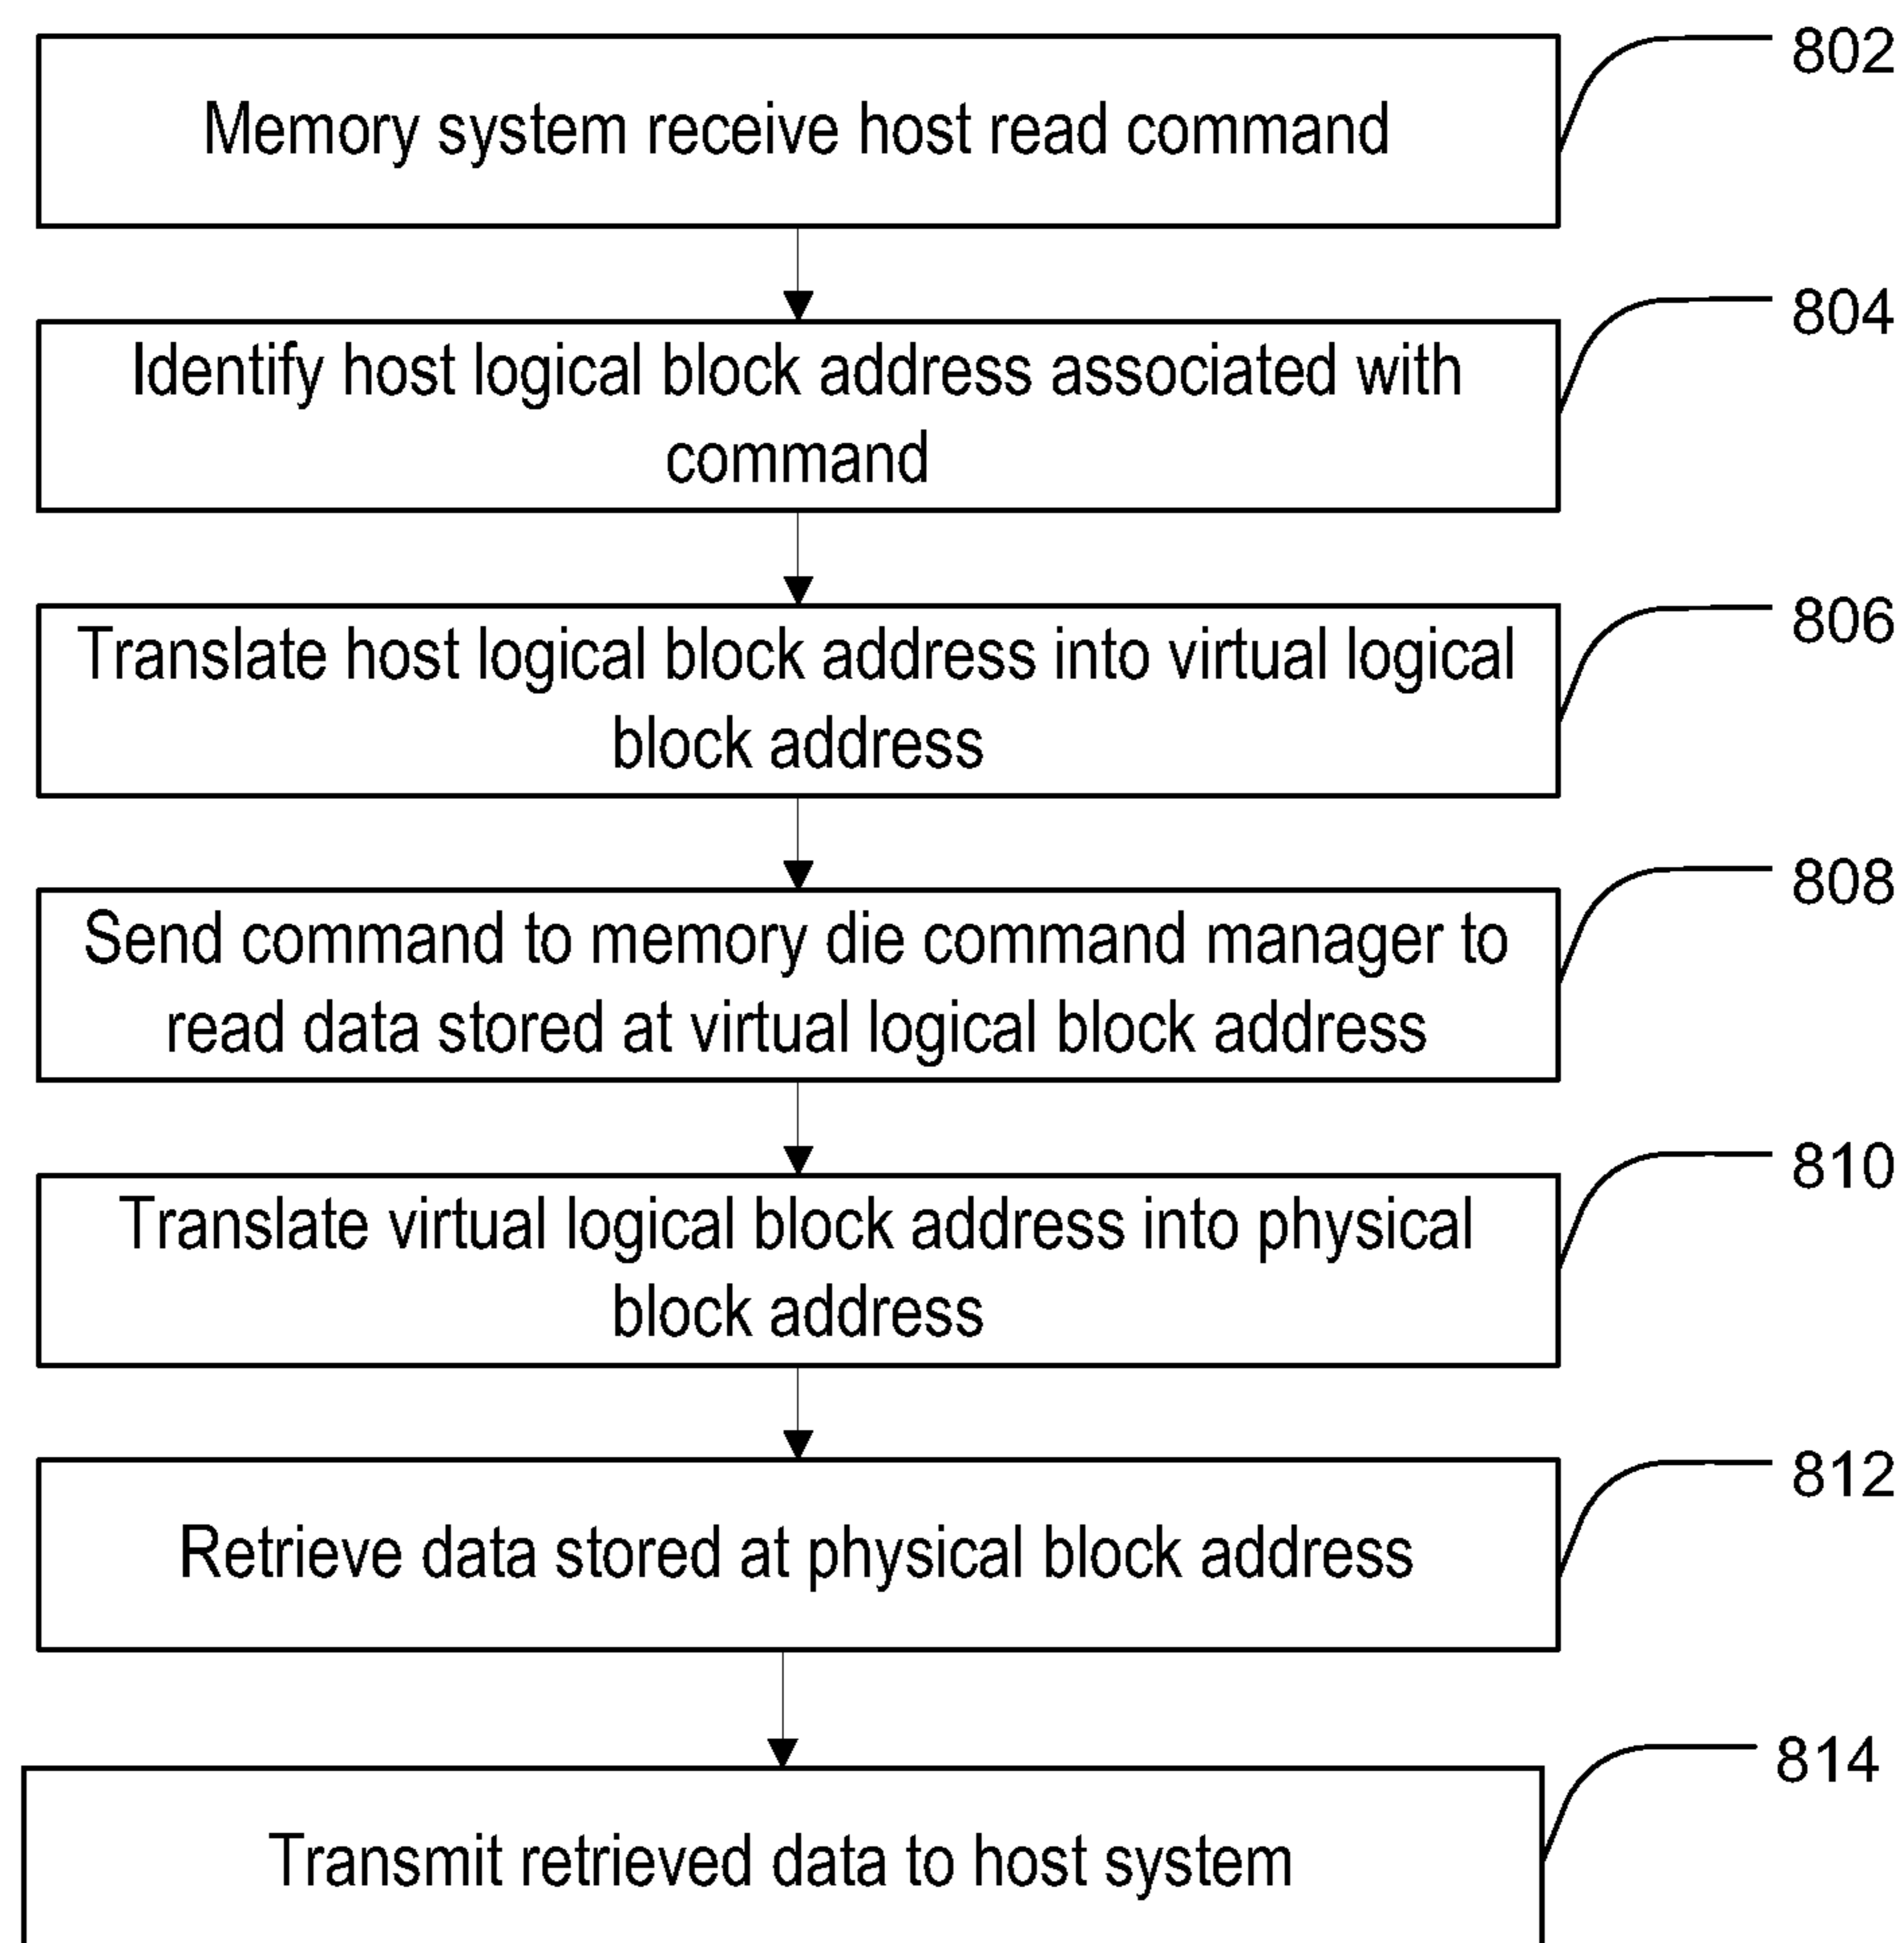 802
Memory system receive host read command
804
Identify host logical block address associated with
command
806
Translate host logical block address into virtual logical
block address
808
Send command to memory die command manager to
read data stored at virtual logical block address
810
Translate virtual logical block address into physical
block address
812
Retrieve data stored at physical block address
814
Transmit retrieved data to host system